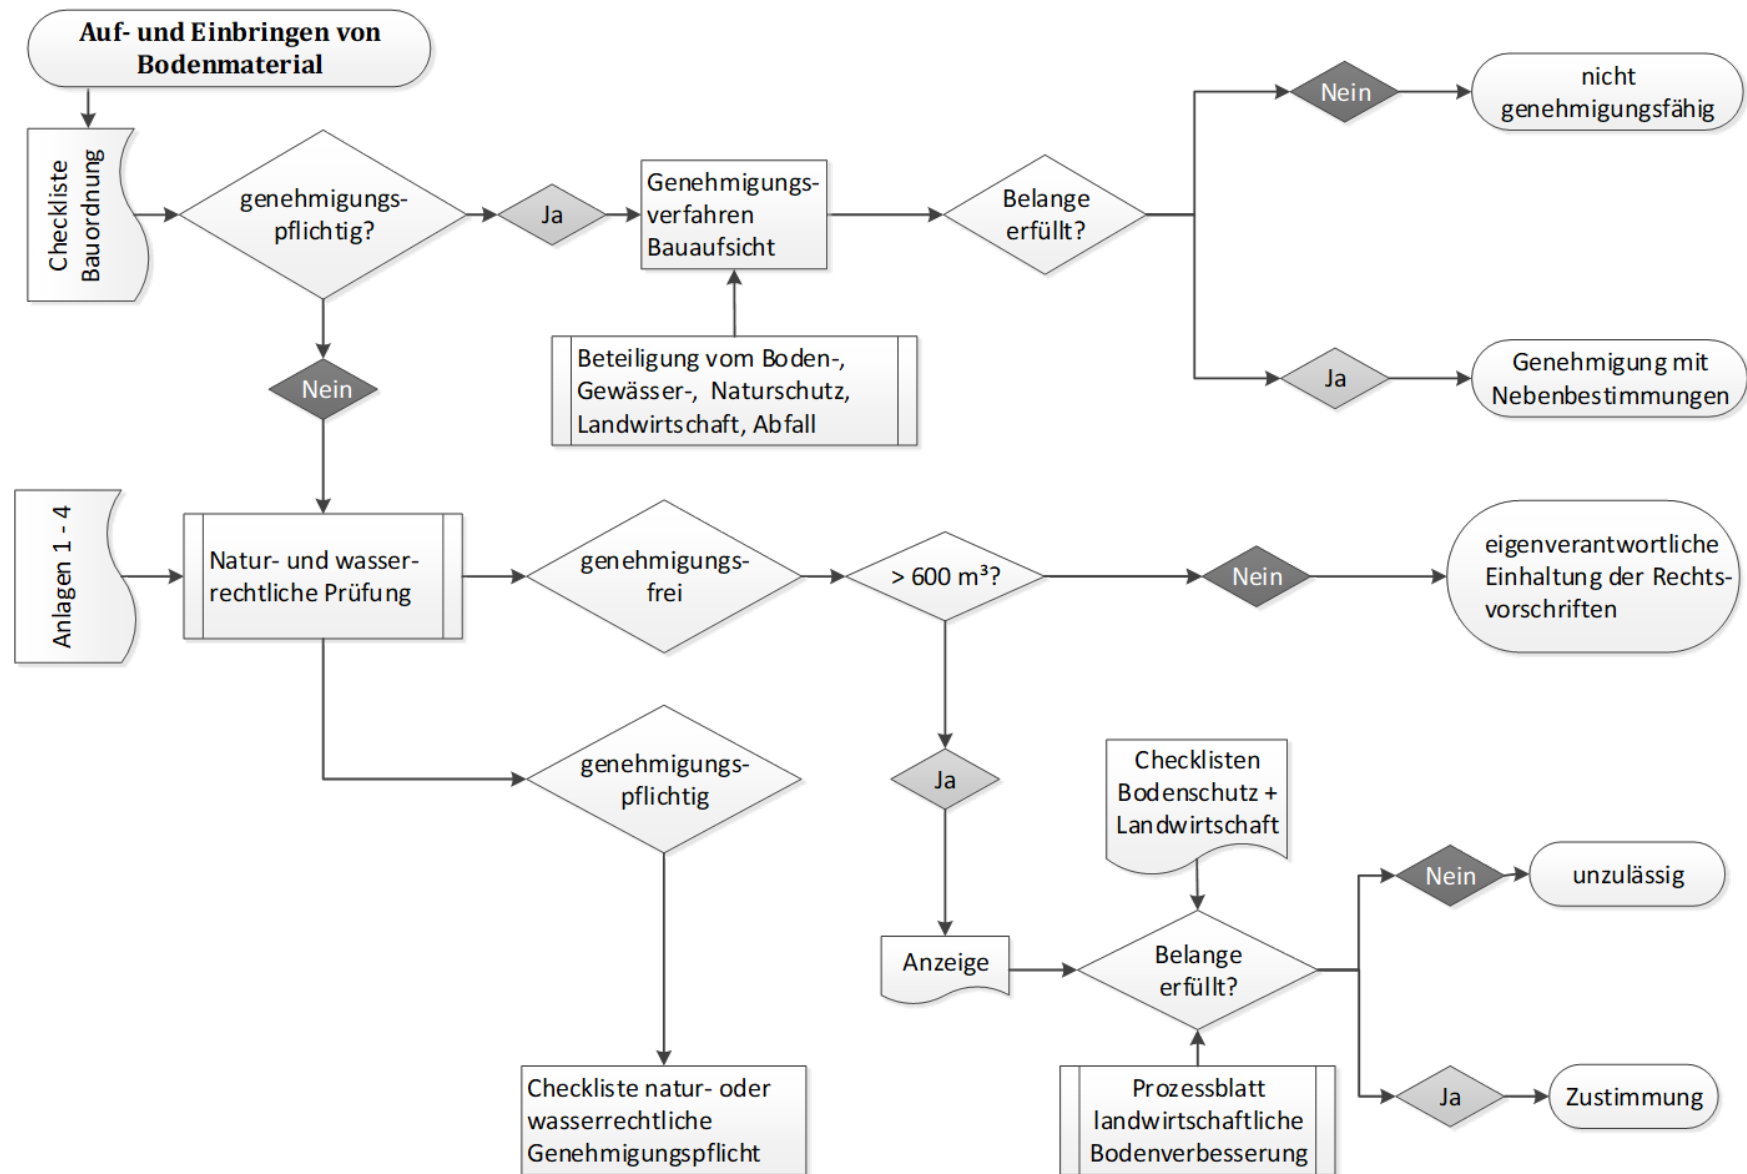 Auf- und Einbringen von
Bodenmaterial
Checkliste
Bauordnung
genehmigungs-
pflichtig?
Ja
Genehmigungs-
verfahren
Bauaufsicht
Belange
erfüllt?
Nein
nicht
genehmigungsfähig
Ja
Genehmigung mit
Nebenbestimmungen
Beteiligung vom Boden-,
Gewässer-, Naturschutz,
Landwirtschaft, Abfall
Nein
Anlagen 1 - 4
Natur- und wasser-
rechtliche Prüfung
genehmigungs-
frei
> 600 m³?
Nein
eigenverantwortliche
Einhaltung der Rechts-
vorschriften
genehmigungs-
pflichtig
Ja
Checklisten
Bodenschutz +
Landwirtschaft
Anzeige
Belange
erfüllt?
Nein
unzulässig
Ja
Zustimmung
Checkliste natur- oder
wasserrechtliche
Genehmigungspflicht
Prozessblatt
landwirtschaftliche
Bodenverbesserung